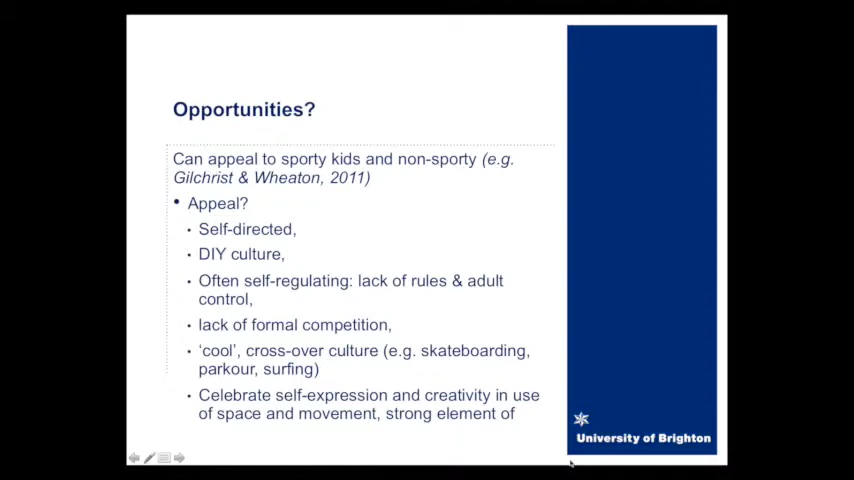 Opportunities?
Can appeal to sporty kids and non-sporty (e.g.
Gilchrist & Wheaton, 2011)
• Appeal?
• Self-directed,
• DIY culture,
• Often self-regulating: lack of rules & adult
control,
• lack of formal competition,
• ‘cool’, cross-over culture (e.g. skateboarding,
parkour, surfing)
• Celebrate self-expression and creativity in use
of space and movement, strong element of
University of Brighton